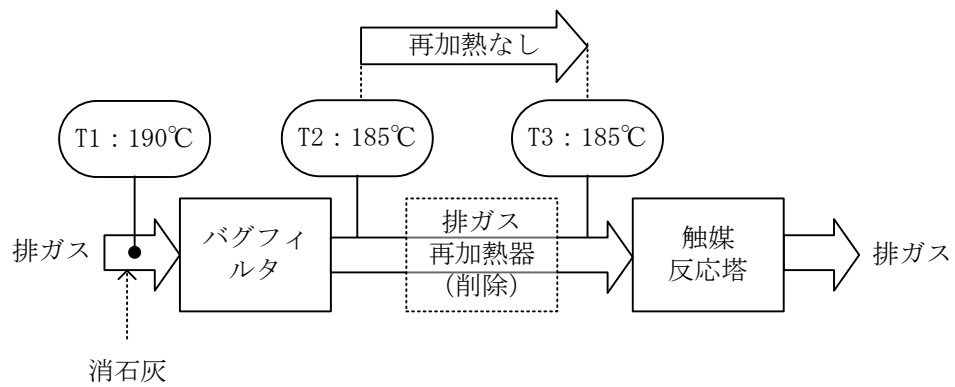 再加熱なし
T1：190℃
T2：185℃
T3：185℃
排ガス
バグフィ
ルタ
排ガス
再加熱器
(削除)
触媒
反応塔
排ガス
消石灰